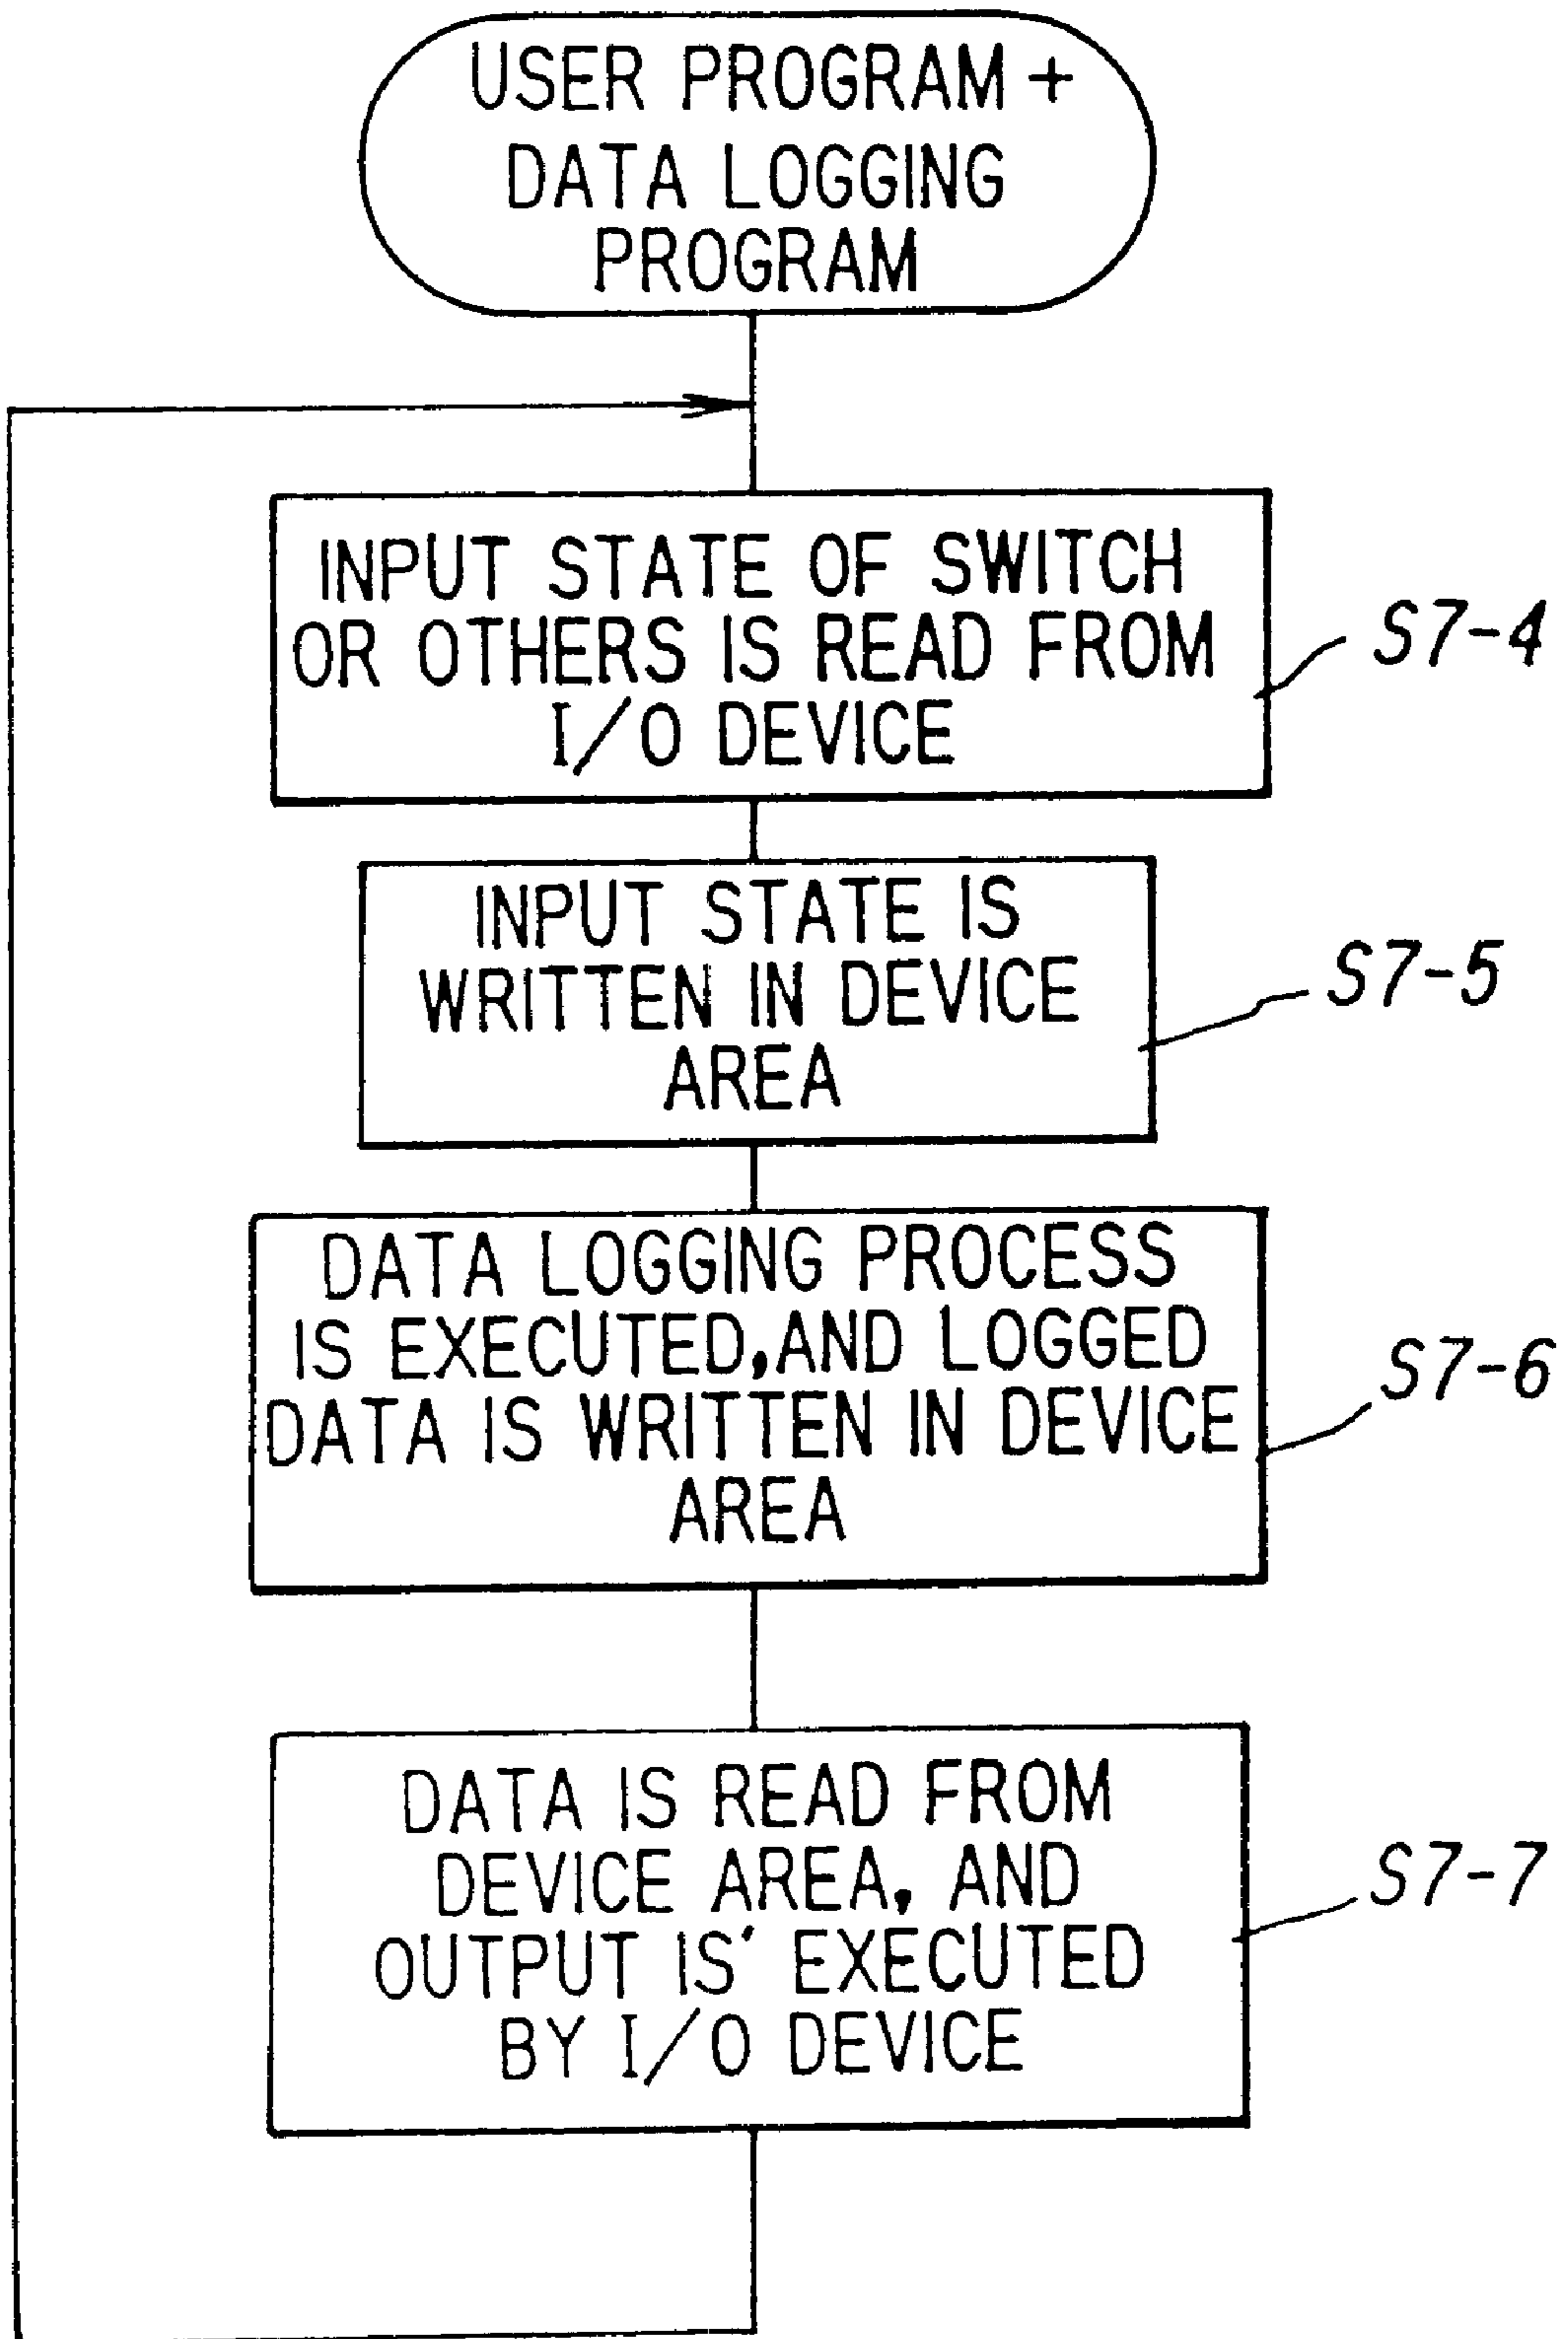 USER PROGRAM +
DATA LOGGING
PROGRAM
INPUT STATE OF SWITCH
OR OTHERS IS READ FROM
I/O DEVICE
S7-4
INPUT STATE IS
WRITTEN IN DEVICE
AREA
S7-5
DATA LOGGING PROCESS
IS EXECUTED, AND LOGGED
DATA IS WRITTEN IN DEVICE
AREA
S7-6
DATA IS READ FROM
DEVICE AREA, AND
OUTPUT IS' EXECUTED
BY I/O DEVICE
S7-7